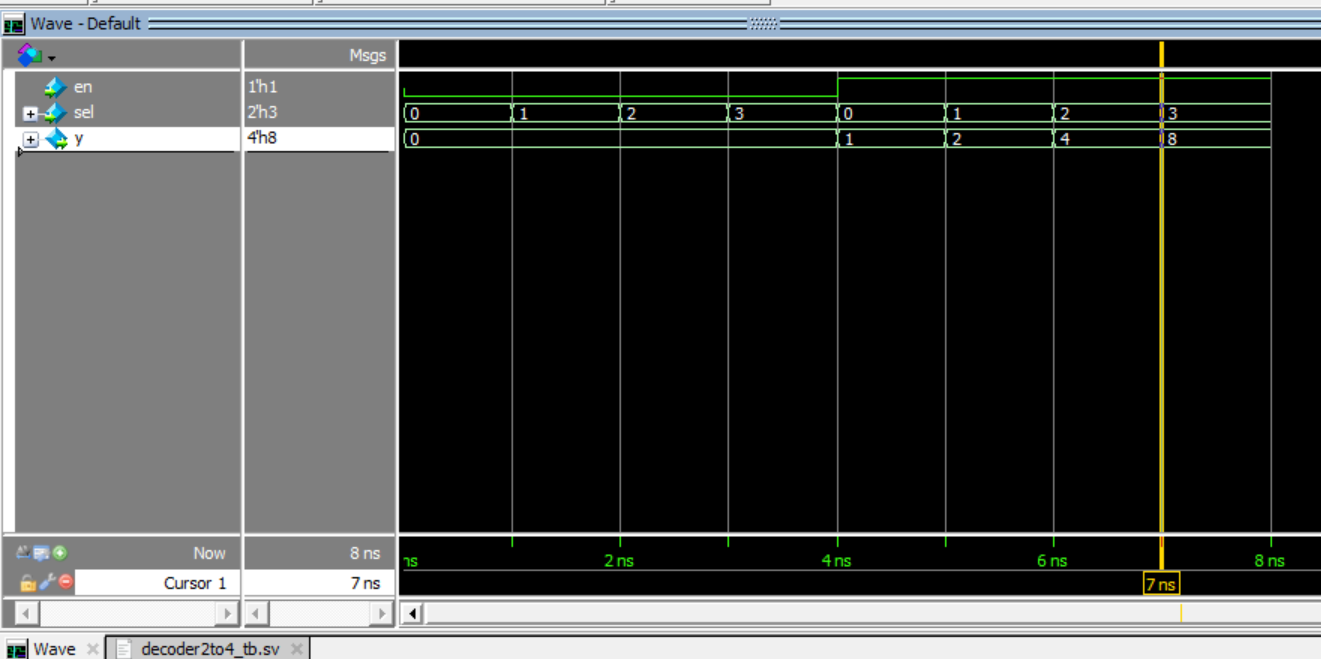 Wave - Default
Msgs
en 1'h1
sel 2'h3 0 1 2 3 0 1 2 3
y 4'h8 0 1 2 4 8
Now 8 ns ns 2 ns 4 ns 6 ns 8 ns
Cursor 1 7 ns 7 ns
Wave decoder2to4_tb.sv